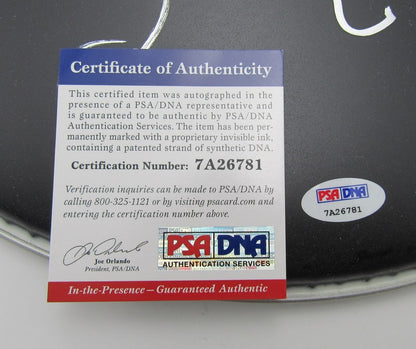 Certificate of Authenticity
This certified item was autographed in the
presence of a PSA/DNA representative and
is guaranteed to be authentic by PSA/DNA
Authentication Services. The item has been per-
manently marked with a proprietary invisible ink,
containing a patented strand of synthetic DNA.
Certification Number: 7A26781
Verification inquiries can be made to PSA/DNA by
calling 800-325-1121 or by visiting psacard.com and
entering the certification number above.
Joe Orlando
President, PSA/DNA
PSA DNA
AUTHENTICATION SERVICES
In-the-Presence – Guaranteed Authentic
PSA DNA
7A26781